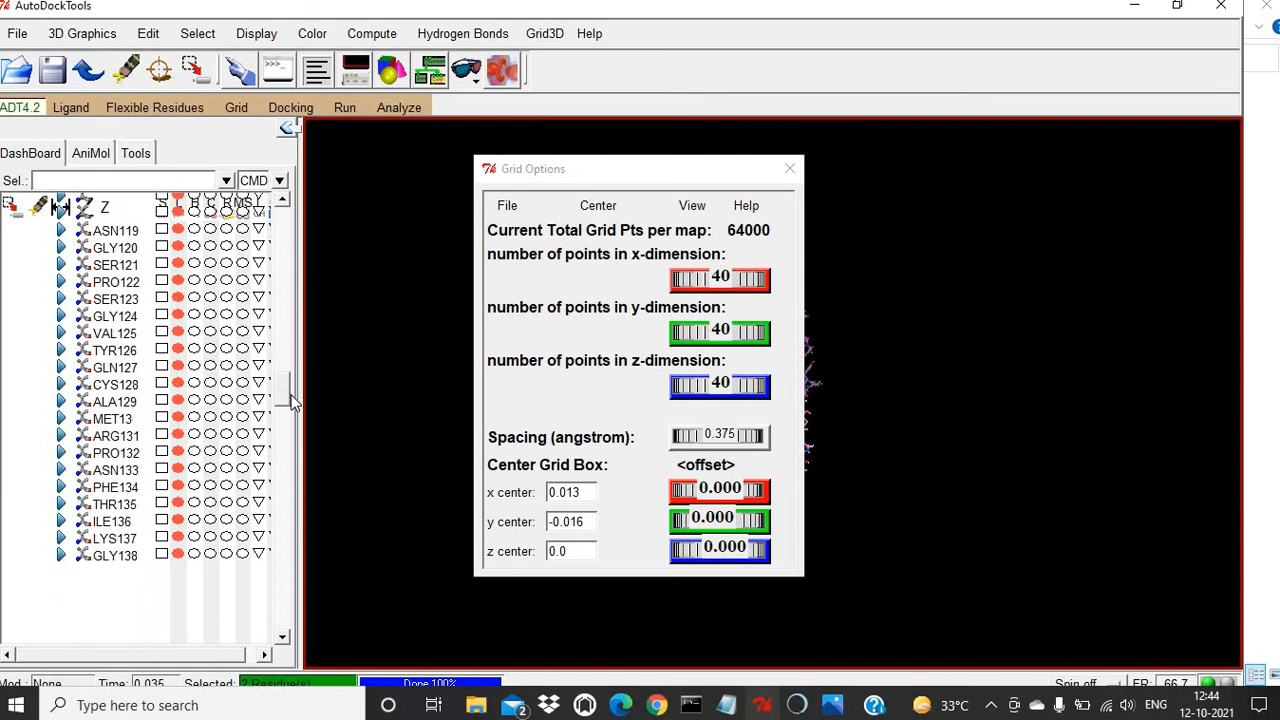 AutoDockTools
File 3D Graphics Edit Select Display Color Compute Hydrogen Bonds Grid3D Help
ADT4.2 Ligand Flexible Residues Grid Docking Run Analyze
DashBoard AniMol Tools
Sel.: CMD
Z
ASN119
GLY120
SER121
PRO122
SER123
GLY124
VAL125
TYR126
GLN127
CYS128
ALA129
MET13
ARG131
PRO132
ASN133
PHE134
THR135
ILE136
LYS137
GLY138
Grid Options
File Center View Help
Current Total Grid Pts per map: 64000
number of points in x-dimension:
40
number of points in y-dimension:
40
number of points in z-dimension:
40
Spacing (angstrom): 0.375
Center Grid Box: <offset>
x center: 0.013 0.000
y center: -0.016 0.000
z center: 0.0 0.000
Mod.: None Time: 0.035 Selected: 2 Residue(s) Done 100% Spin off FR: 66.7
Type here to search
2
33°C
ENG
12:44
12-10-2021